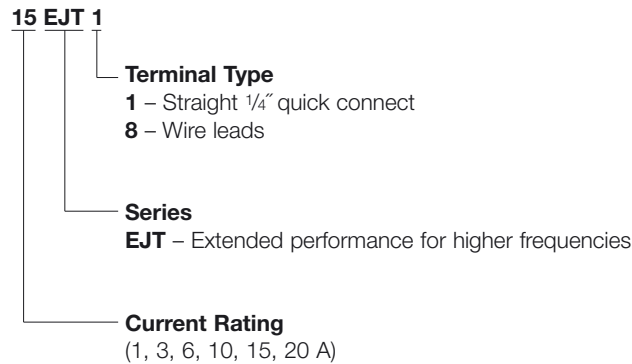 15 EJT 1
Terminal Type
1 – Straight 1/4˝ quick connect
8 – Wire leads
Series
EJT – Extended performance for higher frequencies
Current Rating
(1, 3, 6, 10, 15, 20 A)